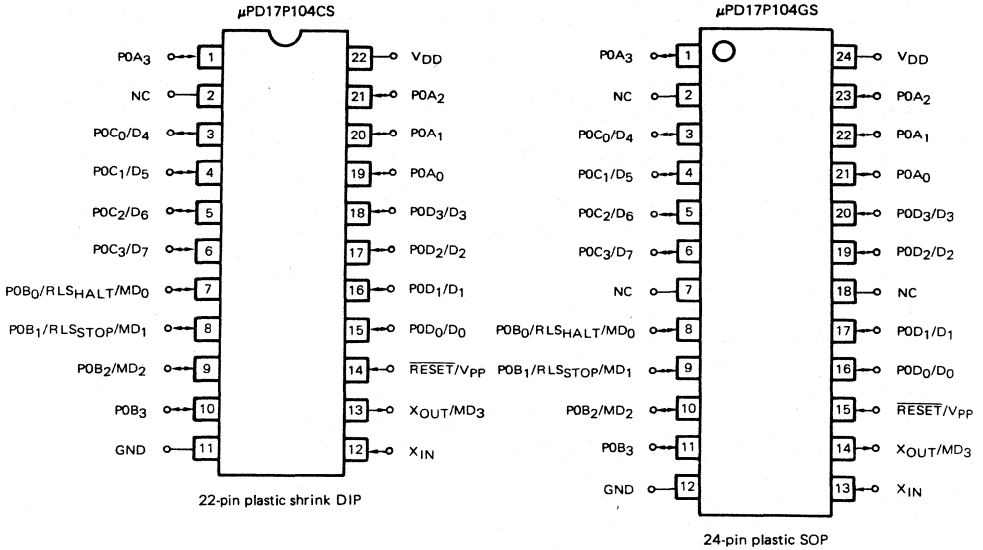 μPD17P104CS
P0A3 1 22 VDD
NC 2 21 P0A2
P0C0/D4 3 20 P0A1
P0C1/D5 4 19 P0A0
P0C2/D6 5 18 P0D3/D3
P0C3/D7 6 17 P0D2/D2
P0B0/RLSHALT/MD0 7 16 P0D1/D1
P0B1/RLSSTOP/MD1 8 15 P0D0/D0
P0B2/MD2 9 14 RESET/VPP
P0B3 10 13 XOUT/MD3
GND 11 12 XIN
22-pin plastic shrink DIP
μPD17P104GS
P0A3 1 24 VDD
NC 2 23 P0A2
P0C0/D4 3 22 P0A1
P0C1/D5 4 21 P0A0
P0C2/D6 5 20 P0D3/D3
P0C3/D7 6 19 P0D2/D2
NC 7 18 NC
P0B0/RLSHALT/MD0 8 17 P0D1/D1
P0B1/RLSSTOP/MD1 9 16 P0D0/D0
P0B2/MD2 10 15 RESET/VPP
P0B3 11 14 XOUT/MD3
GND 12 13 XIN
24-pin plastic SOP